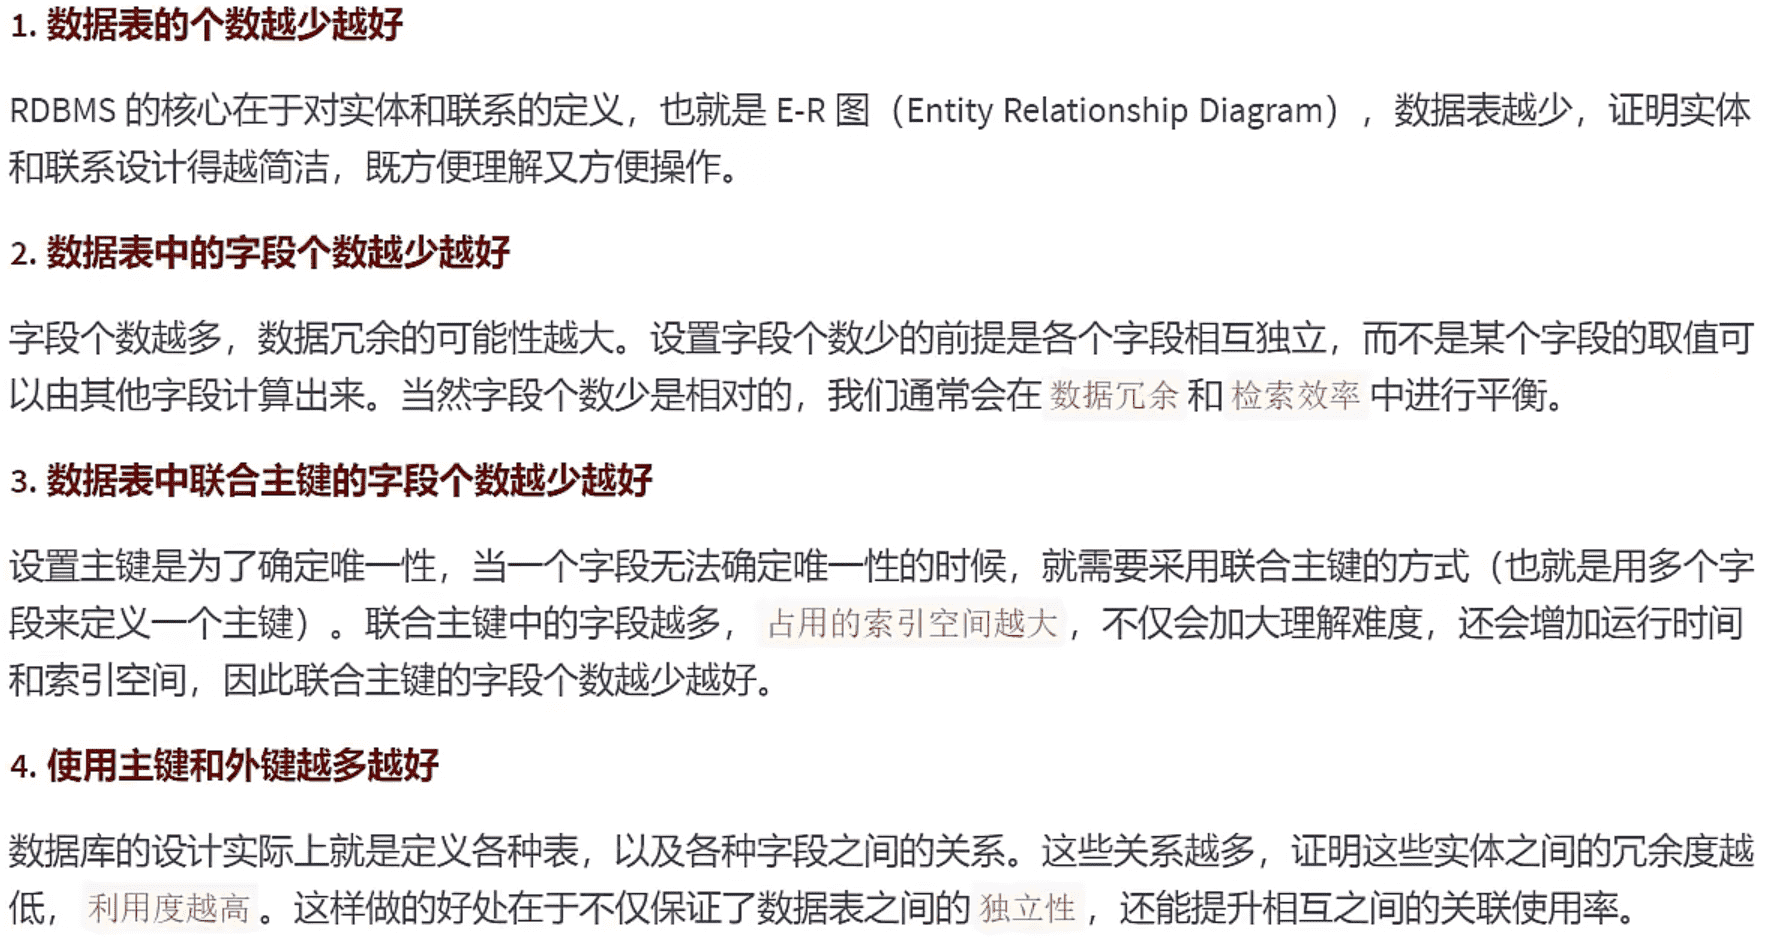 1. 数据表的个数越少越好
RDBMS 的核心在于对实体和联系的定义，也就是 E-R 图（Entity Relationship Diagram），数据表越少，证明实体
和联系设计得越简洁，既方便理解又方便操作。
2. 数据表中的字段个数越少越好
字段个数越多，数据冗余的可能性越大。设置字段个数少的前提是各个字段相互独立，而不是某个字段的取值可
以由其他字段计算出来。当然字段个数少是相对的，我们通常会在 数据冗余 和 检索效率 中进行平衡。
3. 数据表中联合主键的字段个数越少越好
设置主键是为了确定唯一性，当一个字段无法确定唯一性的时候，就需要采用联合主键的方式（也就是用多个字
段来定义一个主键）。联合主键中的字段越多， 占用的索引空间越大 ，不仅会加大理解难度，还会增加运行时间
和索引空间，因此联合主键的字段个数越少越好。
4. 使用主键和外键越多越好
数据库的设计实际上就是定义各种表，以及各种字段之间的关系。这些关系越多，证明这些实体之间的冗余度越
低， 利用度越高 。这样做的好处在于不仅保证了数据表之间的 独立性 ，还能提升相互之间的关联使用率。